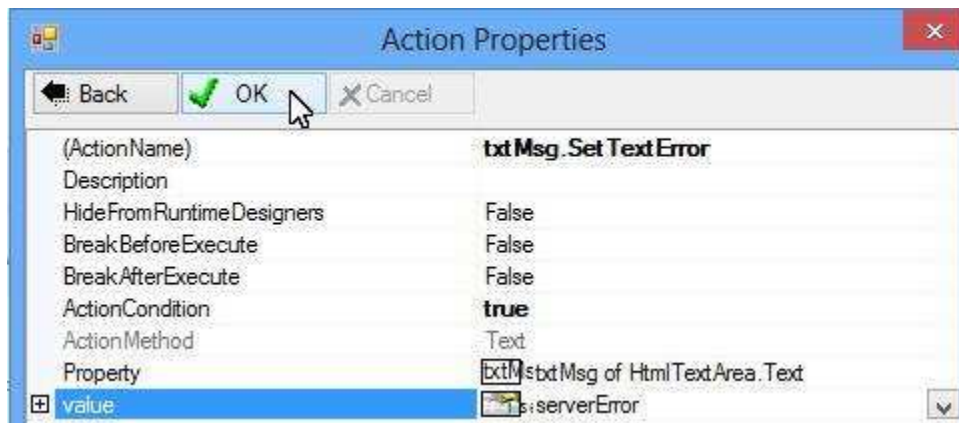 Action Properties
Back OK Cancel
(ActionName) txtMsg.SetTextError
Description
HideFromRuntimeDesigners False
BreakBeforeExecute False
BreakAfterExecute False
ActionCondition true
ActionMethod Text
Property txtMs txtMsg of HtmlTextArea.Text
value serverError